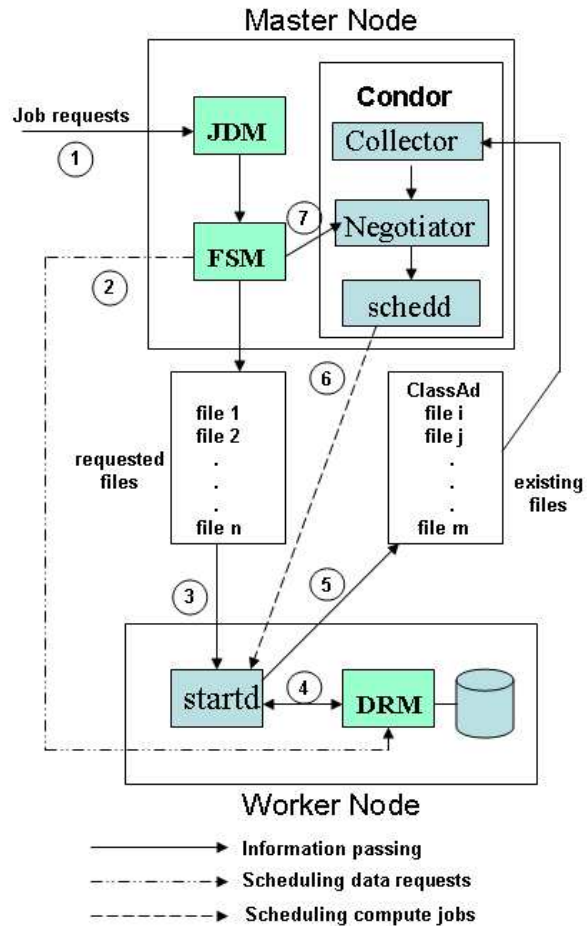 Master Node
Job requests
1
JDM
Condor
Collector
7
Negotiator
2
FSM
schedd
6
requested
files
file 1
file 2
.
.
.
file n
ClassAd
file i
file j
.
.
.
file m
existing
files
3
5
startd
4
DRM
Worker Node
Information passing
Scheduling data requests
Scheduling compute jobs